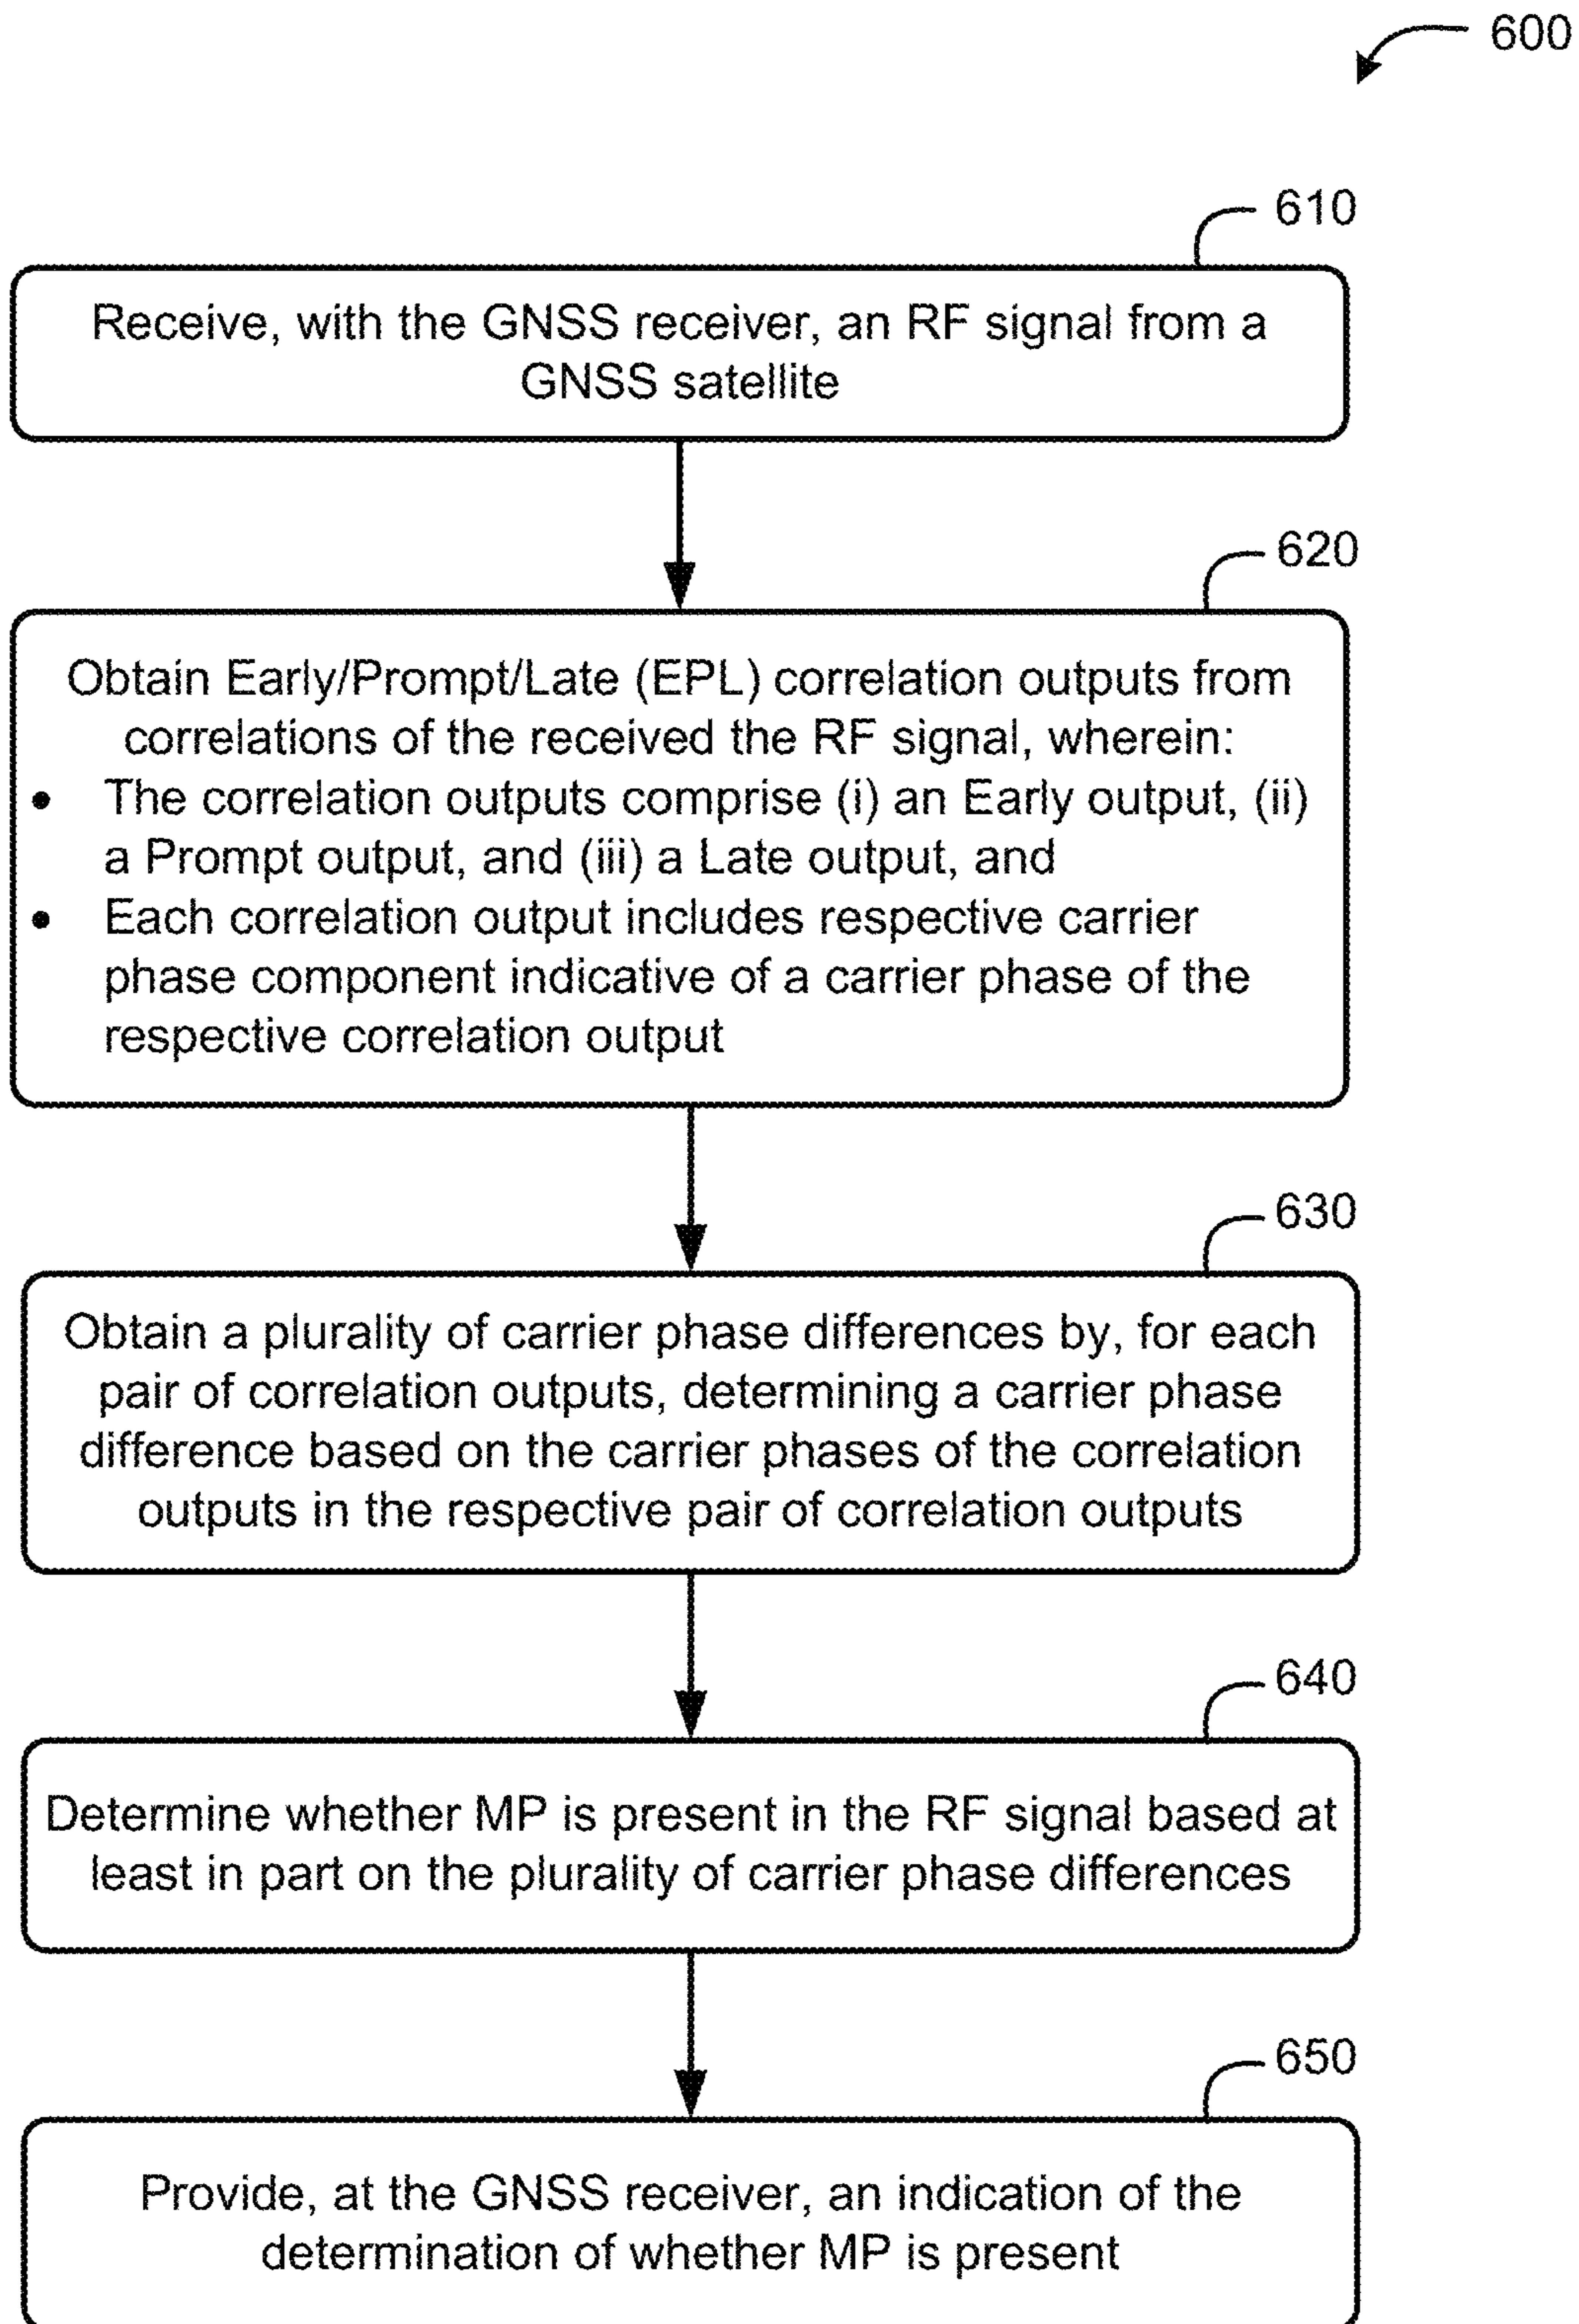 600
610
Receive, with the GNSS receiver, an RF signal from a
GNSS satellite
620
Obtain Early/Prompt/Late (EPL) correlation outputs from
correlations of the received the RF signal, wherein:
• The correlation outputs comprise (i) an Early output, (ii)
a Prompt output, and (iii) a Late output, and
• Each correlation output includes respective carrier
phase component indicative of a carrier phase of the
respective correlation output
630
Obtain a plurality of carrier phase differences by, for each
pair of correlation outputs, determining a carrier phase
difference based on the carrier phases of the correlation
outputs in the respective pair of correlation outputs
640
Determine whether MP is present in the RF signal based at
least in part on the plurality of carrier phase differences
650
Provide, at the GNSS receiver, an indication of the
determination of whether MP is present